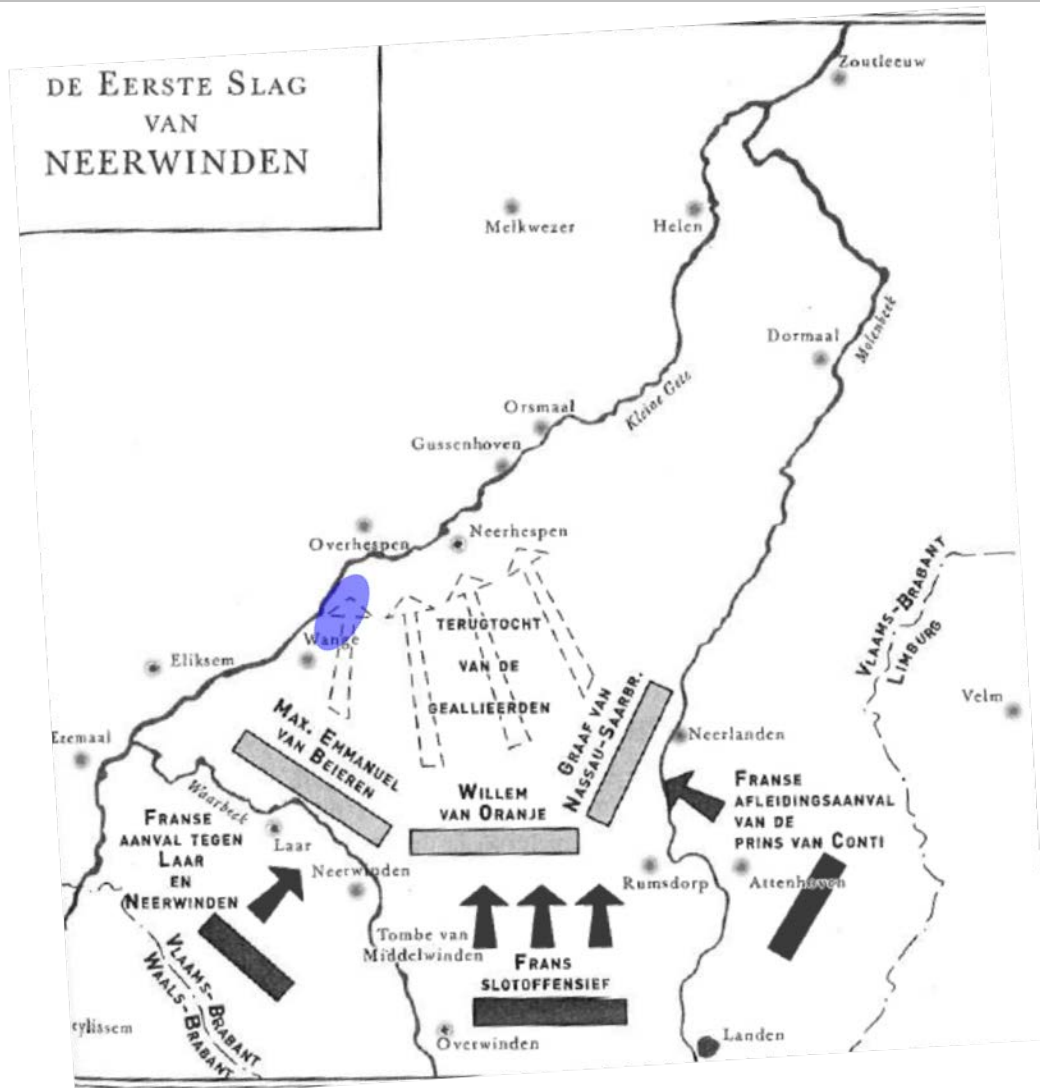 DE EERSTE SLAG
VAN
NEERWINDEN
Zoutleeuw
Melkwezer
Helen
Molenbeek
Dormaal
Kleine Gete
Orsmaal
Gussenhoven
Neerhespen
Overhespen
VLAAMS-BRABANT
LIMBURG
TERUGTOCHT
VAN DE
GEALLIEERDEN
Wange
Eliksem
Velm
Ezemaal
MAX. EMMANUEL
VAN BEIEREN
GRAAF VAN
NASSAU-SAARBR.
Neerlanden
WILLEM
VAN ORANJE
FRANSE
AFLEIDINGSAANVAL
VAN DE
PRINS VAN CONTI
Waarbeek
FRANSE
AANVAL TEGEN
LAAR
EN
NEERWINDEN
Laar
Neerwinden
Rumsdorp
Attenhoven
Tombe van
Middelwinden
FRANS
SLOTOFFENSIEF
VLAAMS-BRABANT
WAALS-BRABANT
eylissem
Overwinden
Landen